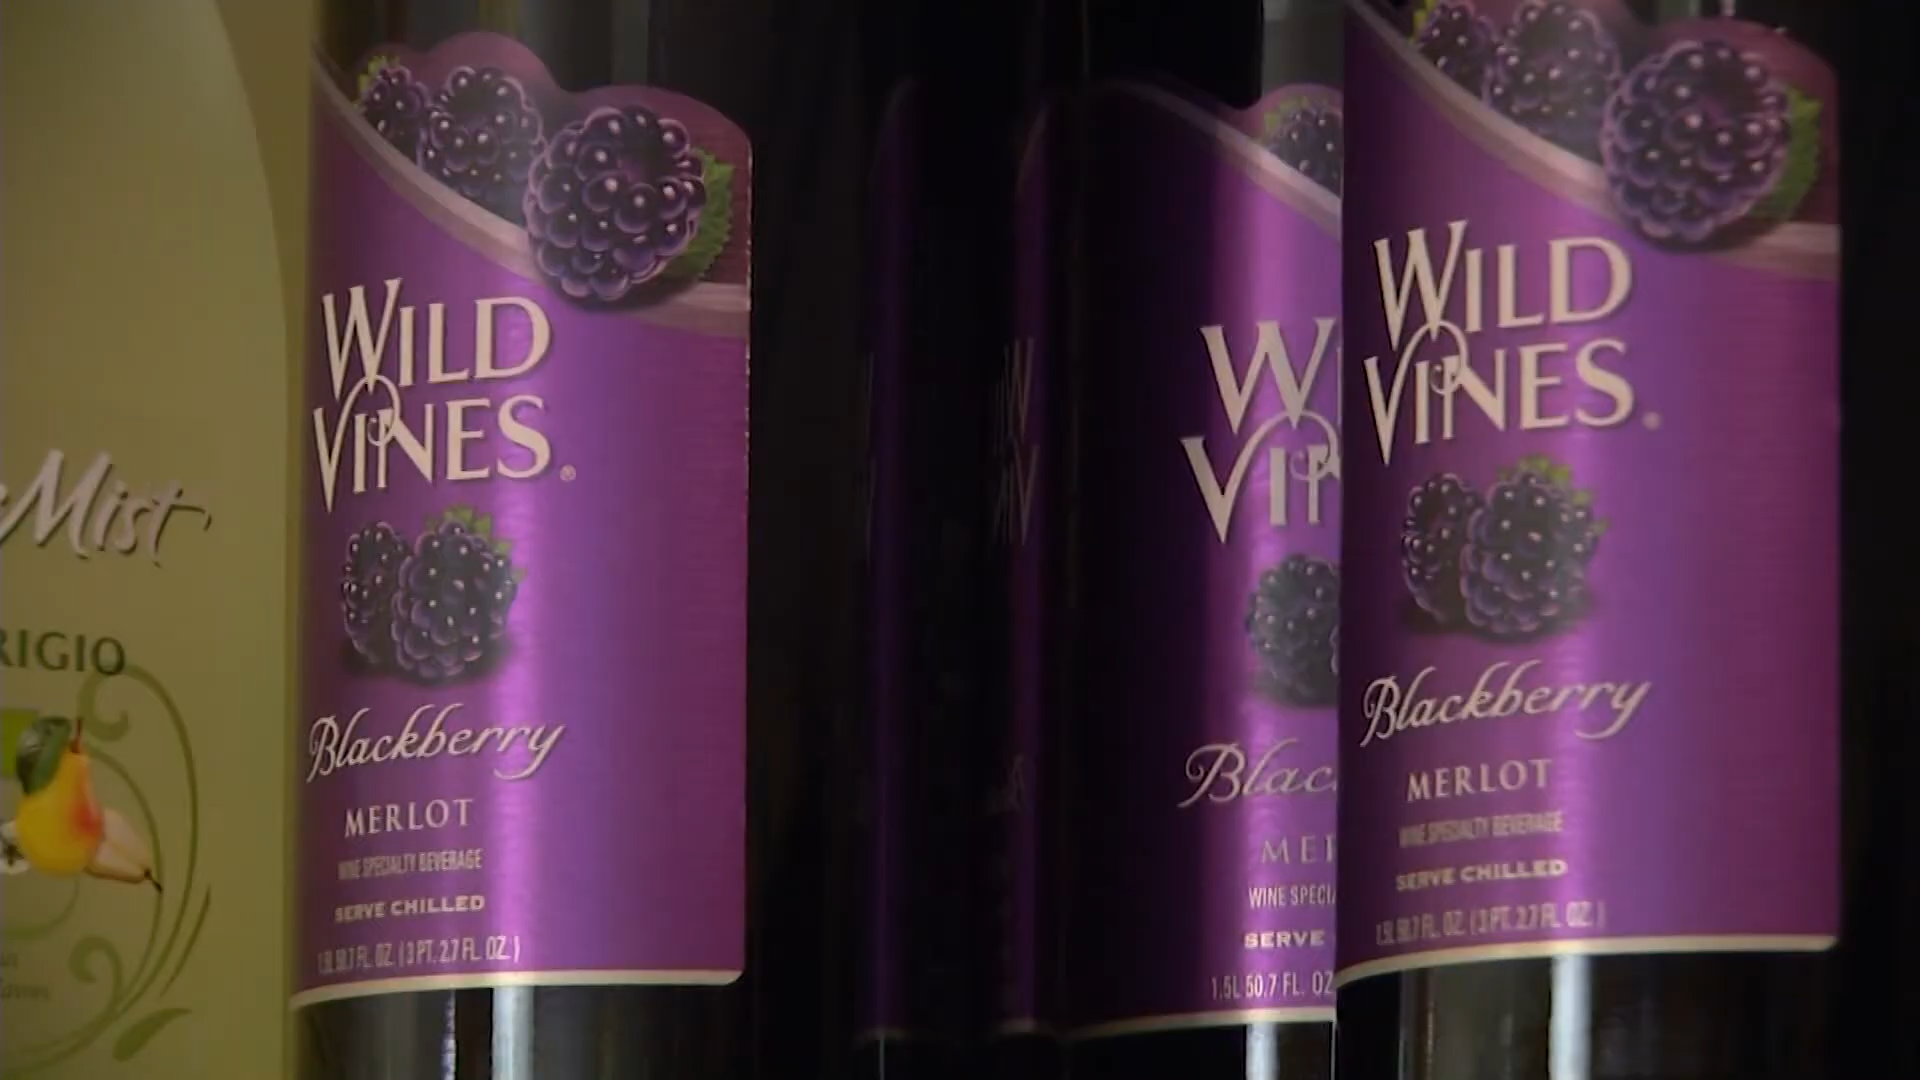 Mist
RIGIO
WILD
VINES®
Blackberry
MERLOT
WINE SPECIALTY BEVERAGE
SERVE CHILLED
1.5L 50.7 FL. OZ. (3 PT. 2.7 FL. OZ.)
W
VIN
Blac
MER
WINE SPECI
SERVE
1.5L 50.7 FL. OZ
WILD
VINES®
Blackberry
MERLOT
WINE SPECIALTY BEVERAGE
SERVE CHILLED
1.5L 50.7 FL. OZ. (3 PT. 2.7 FL. OZ.)